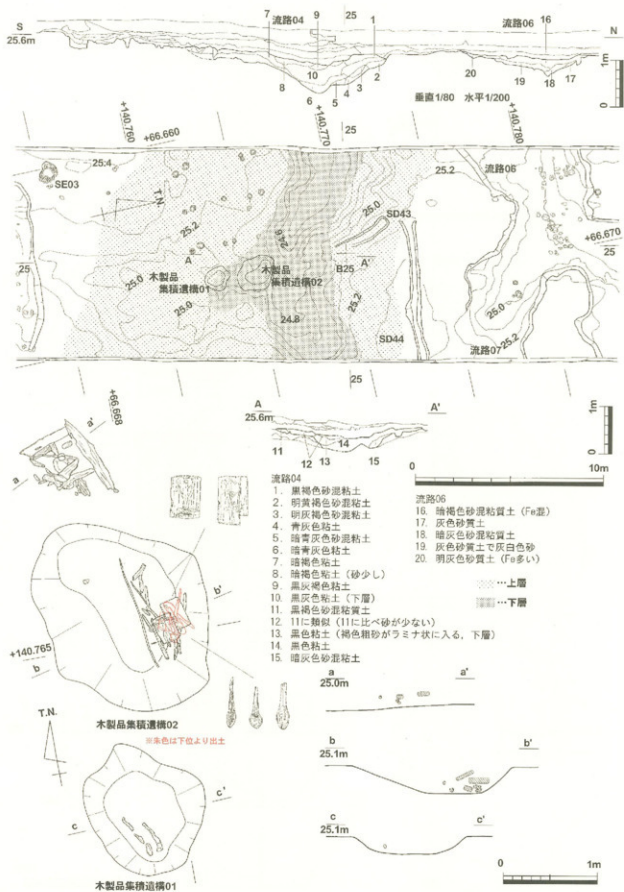 7 9 25 1
S 流路04 流路06 16 N
25.6m
1m
0
8 10 6 5 4 3 2 20 19 18 17
垂直1/80 水平1/200
+140.760
+66.660
+140.770
25
+140.780
25.4
SE03
T.N.
25.2
A
24.6
25.0
SD43
25.2
流路06
+66.670
25
25
25.0
木製品
集積遺構01
木製品
集積遺構02
B25
A'
25.0
24.8
25.2
SD44
25.0
25.2
流路07
25
+66.668
a'
a
A A'
25.6m
11 12 13 14 15
1m
0
0 10m
流路04
1. 黒褐色砂混粘土
2. 明黄褐色砂混粘土
3. 明灰褐色砂混粘土
4. 青灰色粘土
5. 暗青灰色砂混粘土
6. 暗青灰色粘土
7. 暗褐色粘土
8. 暗褐色粘土（砂少し）
9. 黒灰褐色粘土
10. 黒灰色粘土（下層）
11. 黒褐色砂混粘質土
12. 11に類似（11に比べ砂が少ない）
13. 黒色粘土（褐色粗砂がラミナ状に入る、下層）
14. 黒色粘土
15. 暗灰色砂混粘土
流路06
16. 暗褐色砂混粘質土（Fe混）
17. 灰色砂質土
18. 暗灰色砂混粘質土
19. 灰色砂質土で灰白色砂
20. 明灰色砂質土（Fe多い）
…上層
…下層
b'
+140.765
b
木製品集積遺構02
※朱色は下位より出土
T.N.
c'
c
木製品集積遺構01
a a'
25.0m
b b'
25.1m
c c'
25.1m
0 1m